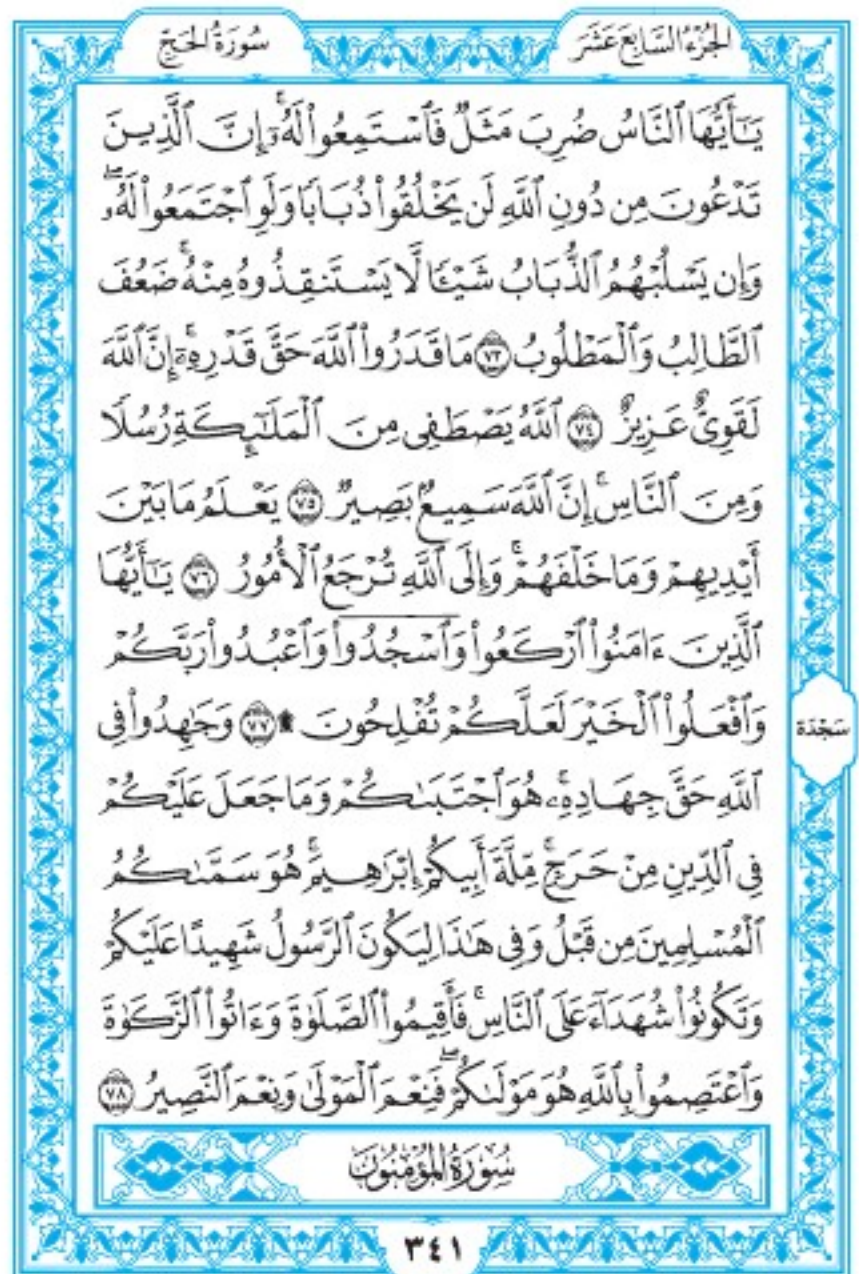 الجُزْءُ السَّابِعَ عَشَرَ
سُورَةُ الحَجِّ
يَـٰٓأَيُّهَا ٱلنَّاسُ ضُرِبَ مَثَلٌ فَٱسْتَمِعُوا۟ لَهُۥٓ ۚ إِنَّ ٱلَّذِينَ
تَدْعُونَ مِن دُونِ ٱللَّهِ لَن يَخْلُقُوا۟ ذُبَابًا وَلَوِ ٱجْتَمَعُوا۟ لَهُۥ ۖ
وَإِن يَسْلُبْهُمُ ٱلذُّبَابُ شَيْـًٔا لَّا يَسْتَنقِذُوهُ مِنْهُ ۚ ضَعُفَ
ٱلطَّالِبُ وَٱلْمَطْلُوبُ ٧٣ مَا قَدَرُوا۟ ٱللَّهَ حَقَّ قَدْرِهِۦٓ ۗ إِنَّ ٱللَّهَ
لَقَوِىٌّ عَزِيزٌ ٧٤ ٱللَّهُ يَصْطَفِى مِنَ ٱلْمَلَـٰٓئِكَةِ رُسُلًا
وَمِنَ ٱلنَّاسِ ۚ إِنَّ ٱللَّهَ سَمِيعٌۢ بَصِيرٌ ٧٥ يَعْلَمُ مَا بَيْنَ
أَيْدِيهِمْ وَمَا خَلْفَهُمْ ۗ وَإِلَى ٱللَّهِ تُرْجَعُ ٱلْأُمُورُ ٧٦ يَـٰٓأَيُّهَا
ٱلَّذِينَ ءَامَنُوا۟ ٱرْكَعُوا۟ وَٱسْجُدُوا۟ وَٱعْبُدُوا۟ رَبَّكُمْ
وَٱفْعَلُوا۟ ٱلْخَيْرَ لَعَلَّكُمْ تُفْلِحُونَ ۩ ٧٧ وَجَـٰهِدُوا۟ فِى
سَجْدَة
ٱللَّهِ حَقَّ جِهَادِهِۦ ۚ هُوَ ٱجْتَبَىٰكُمْ وَمَا جَعَلَ عَلَيْكُمْ
فِى ٱلدِّينِ مِنْ حَرَجٍ ۚ مِّلَّةَ أَبِيكُمْ إِبْرَٰهِيمَ ۚ هُوَ سَمَّىٰكُمُ
ٱلْمُسْلِمِينَ مِن قَبْلُ وَفِى هَـٰذَا لِيَكُونَ ٱلرَّسُولُ شَهِيدًا عَلَيْكُمْ
وَتَكُونُوا۟ شُهَدَآءَ عَلَى ٱلنَّاسِ ۚ فَأَقِيمُوا۟ ٱلصَّلَوٰةَ وَءَاتُوا۟ ٱلزَّكَوٰةَ
وَٱعْتَصِمُوا۟ بِٱللَّهِ هُوَ مَوْلَىٰكُمْ ۖ فَنِعْمَ ٱلْمَوْلَىٰ وَنِعْمَ ٱلنَّصِيرُ ٧٨
سُورَةُ المُؤْمِنُونَ
٣٤١